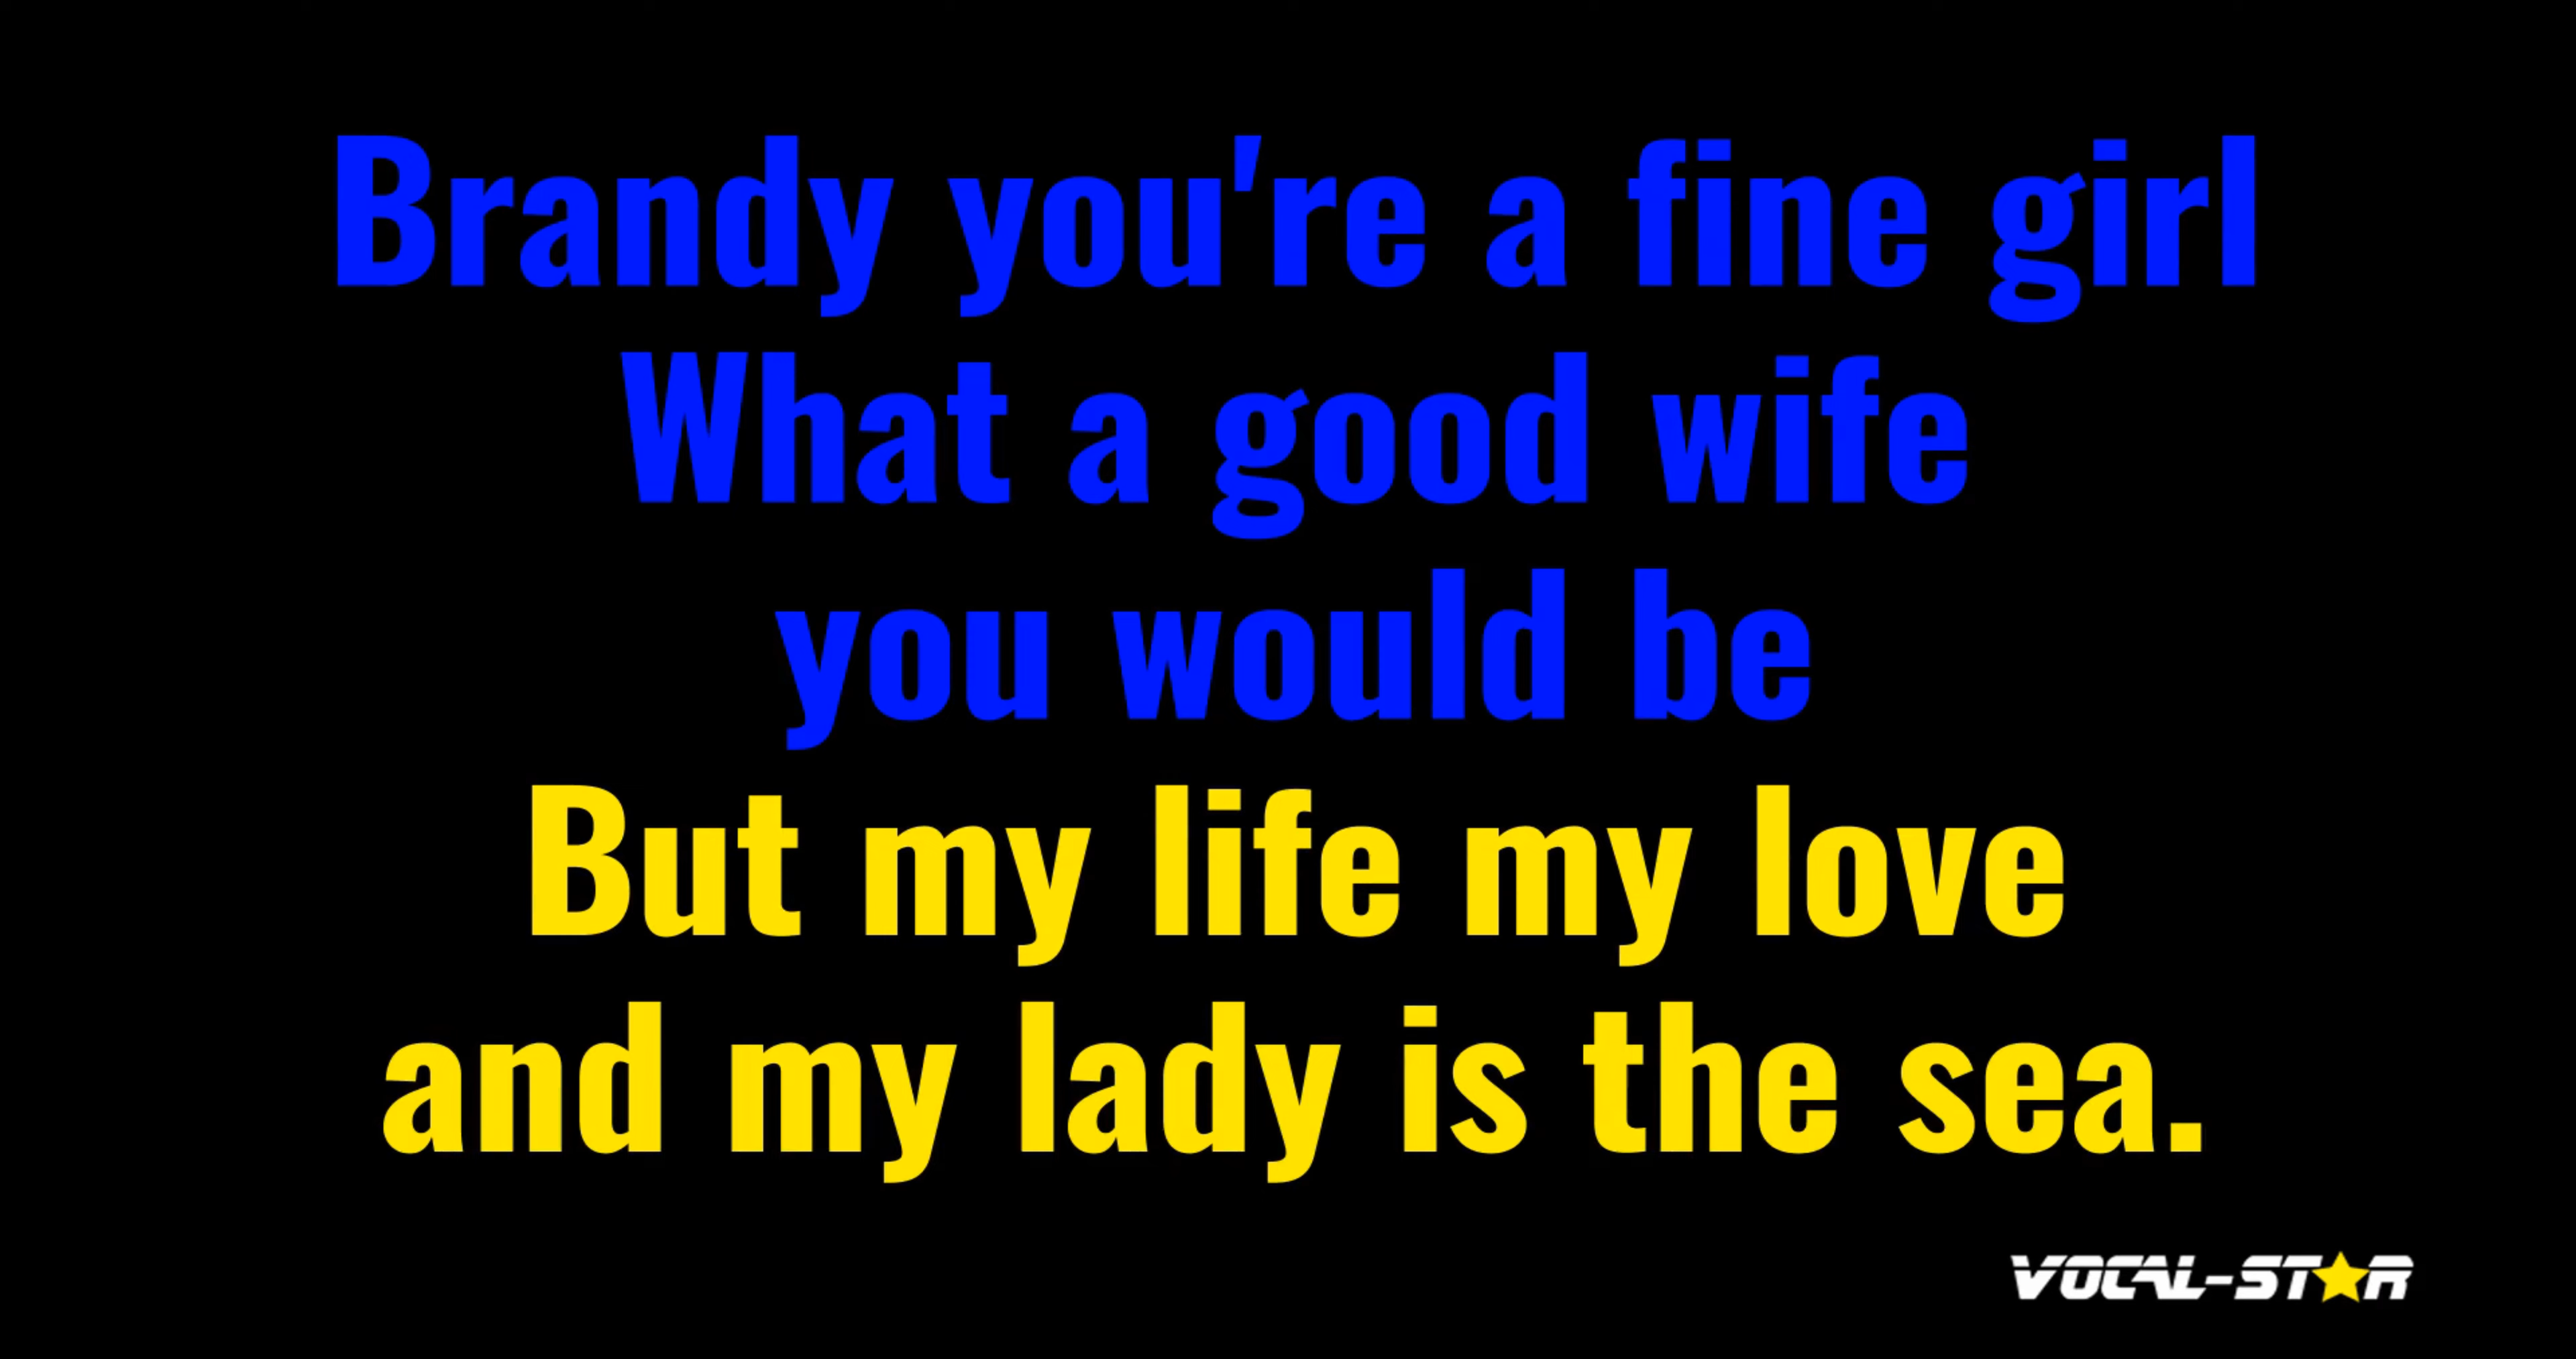 Brandy you're a fine girl
What a good wife
you would be
But my life my love
and my lady is the sea.
VOCAL-STAR